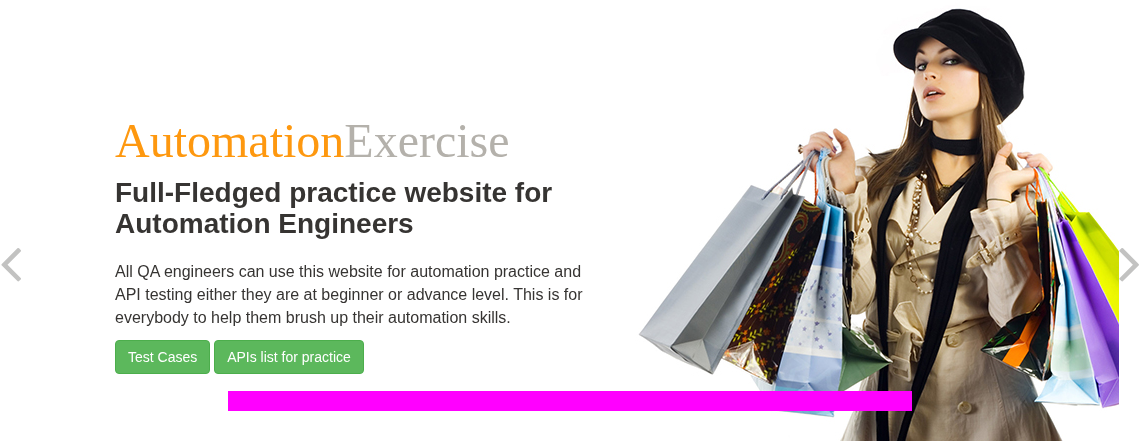 AutomationExercise
Full-Fledged practice website for
Automation Engineers
All QA engineers can use this website for automation practice and
API testing either they are at beginner or advance level. This is for
everybody to help them brush up their automation skills.
Test Cases APIs list for practice